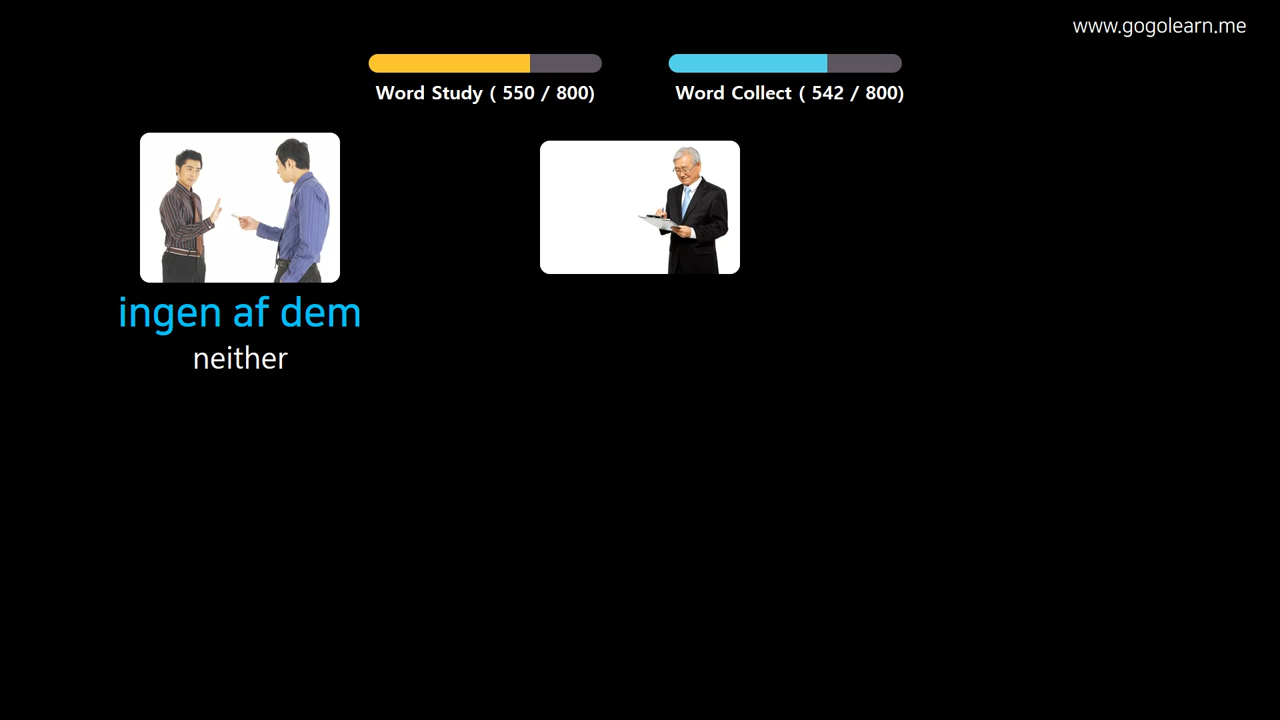 www.gogolearn.me
Word Study ( 550 / 800)
Word Collect ( 542 / 800)
ingen af dem
neither